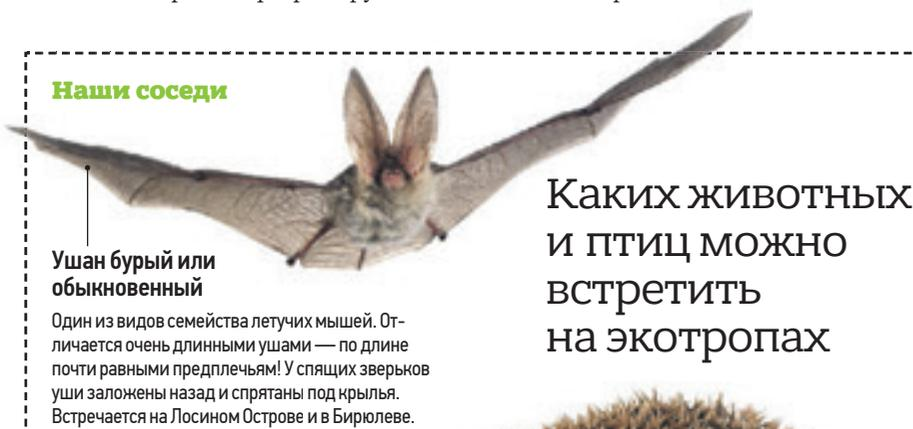 Наши соседи
Каких животных
и птиц можно
встретить
на экотропах
Ушан бурый или
обыкновенный
Один из видов семейства летучих мышей. От-
личается очень длинными ушами — по длине
почти равными предплечьям! У спящих зверьков
уши заложены назад и спрятаны под крылья.
Встречается на Лосином Острове и в Бирюлеве.